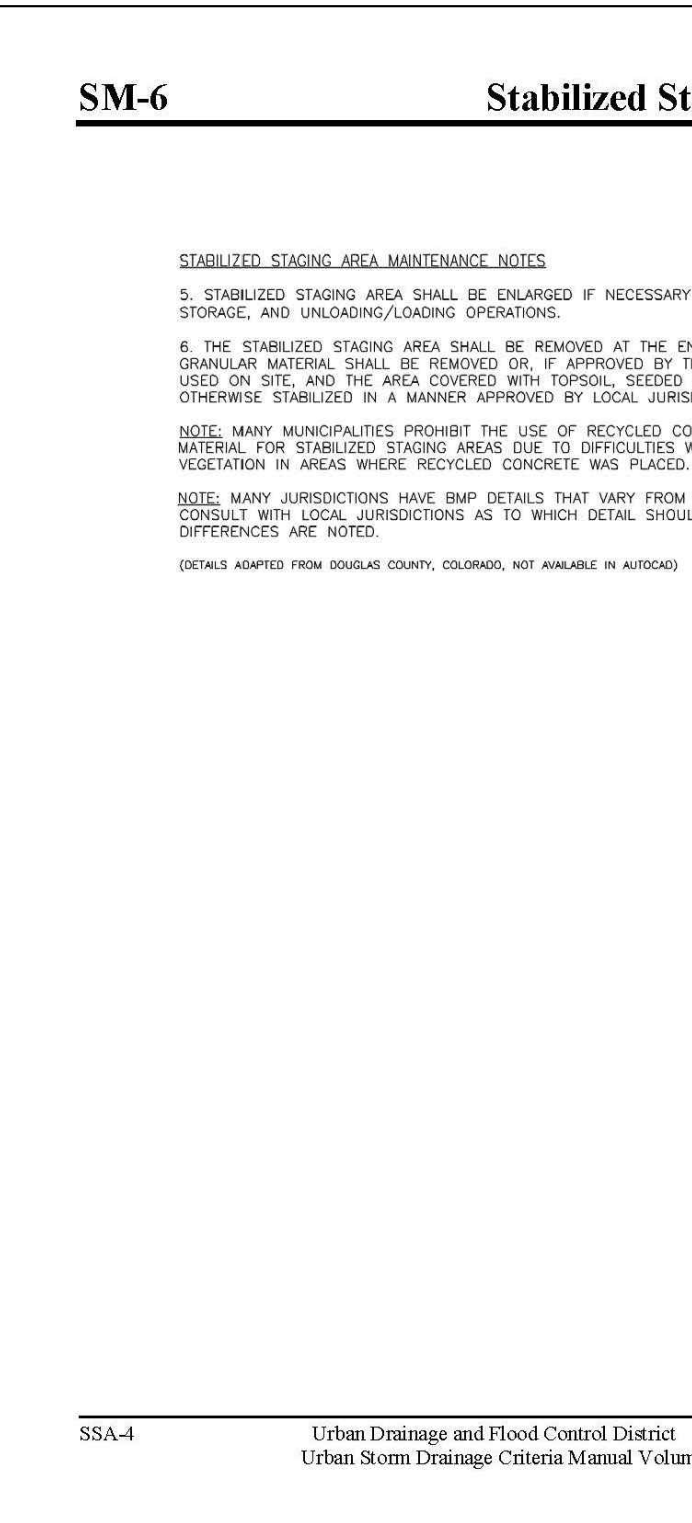 SM-6 Stabilized St
STABILIZED STAGING AREA MAINTENANCE NOTES
5. STABILIZED STAGING AREA SHALL BE ENLARGED IF NECESSARY
STORAGE, AND UNLOADING/LOADING OPERATIONS.
6. THE STABILIZED STAGING AREA SHALL BE REMOVED AT THE EN
GRANULAR MATERIAL SHALL BE REMOVED OR, IF APPROVED BY T
USED ON SITE, AND THE AREA COVERED WITH TOPSOIL, SEEDED
OTHERWISE STABILIZED IN A MANNER APPROVED BY LOCAL JURIS
NOTE: MANY MUNICIPALITIES PROHIBIT THE USE OF RECYCLED CO
MATERIAL FOR STABILIZED STAGING AREAS DUE TO DIFFICULTIES W
VEGETATION IN AREAS WHERE RECYCLED CONCRETE WAS PLACED.
NOTE: MANY JURISDICTIONS HAVE BMP DETAILS THAT VARY FROM
CONSULT WITH LOCAL JURISDICTIONS AS TO WHICH DETAIL SHOUL
DIFFERENCES ARE NOTED.
(DETAILS ADAPTED FROM DOUGLAS COUNTY, COLORADO, NOT AVAILABLE IN AUTOCAD)
SSA-4 Urban Drainage and Flood Control District
Urban Storm Drainage Criteria Manual Volum